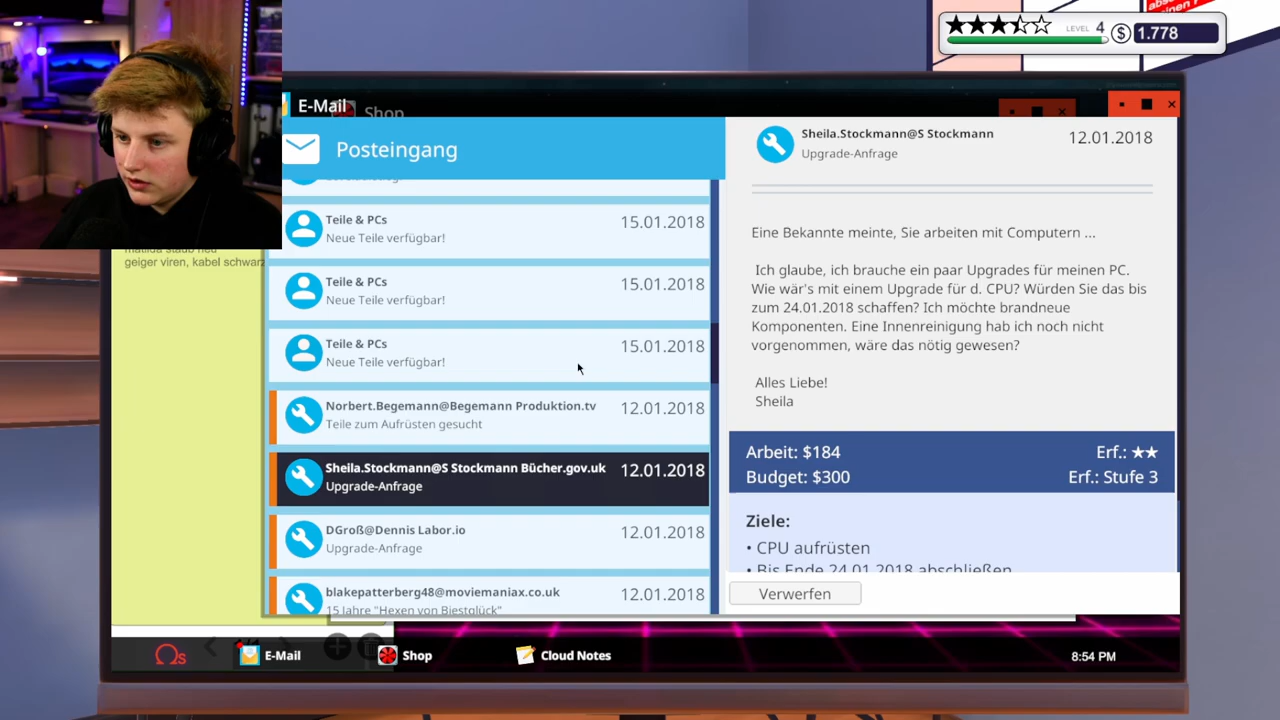 LEVEL 4 $ 1.778
E-Mail
Shop
Posteingang
Teile & PCs 15.01.2018
Neue Teile verfügbar!
Teile & PCs 15.01.2018
Neue Teile verfügbar!
Teile & PCs 15.01.2018
Neue Teile verfügbar!
Norbert.Begemann@Begemann Produktion.tv 12.01.2018
Teile zum Aufrüsten gesucht
Sheila.Stockmann@S Stockmann Bücher.gov.uk 12.01.2018
Upgrade-Anfrage
DGroß@Dennis Labor.io 12.01.2018
Upgrade-Anfrage
blakepatterberg48@moviemaniax.co.uk 12.01.2018
15 Jahre "Hexen von Biestglück"
Sheila.Stockmann@S Stockmann 12.01.2018
Upgrade-Anfrage
Eine Bekannte meinte, Sie arbeiten mit Computern ...
Ich glaube, ich brauche ein paar Upgrades für meinen PC.
Wie wär's mit einem Upgrade für d. CPU? Würden Sie das bis
zum 24.01.2018 schaffen? Ich möchte brandneue
Komponenten. Eine Innenreinigung hab ich noch nicht
vorgenommen, wäre das nötig gewesen?
Alles Liebe!
Sheila
Arbeit: $184 Erf.: ★★
Budget: $300 Erf.: Stufe 3
Ziele:
• CPU aufrüsten
• Bis Ende 24.01.2018 abschließen
Verwerfen
geiger viren, kabel schwarz
Ωs
E-Mail
Shop
Cloud Notes
8:54 PM